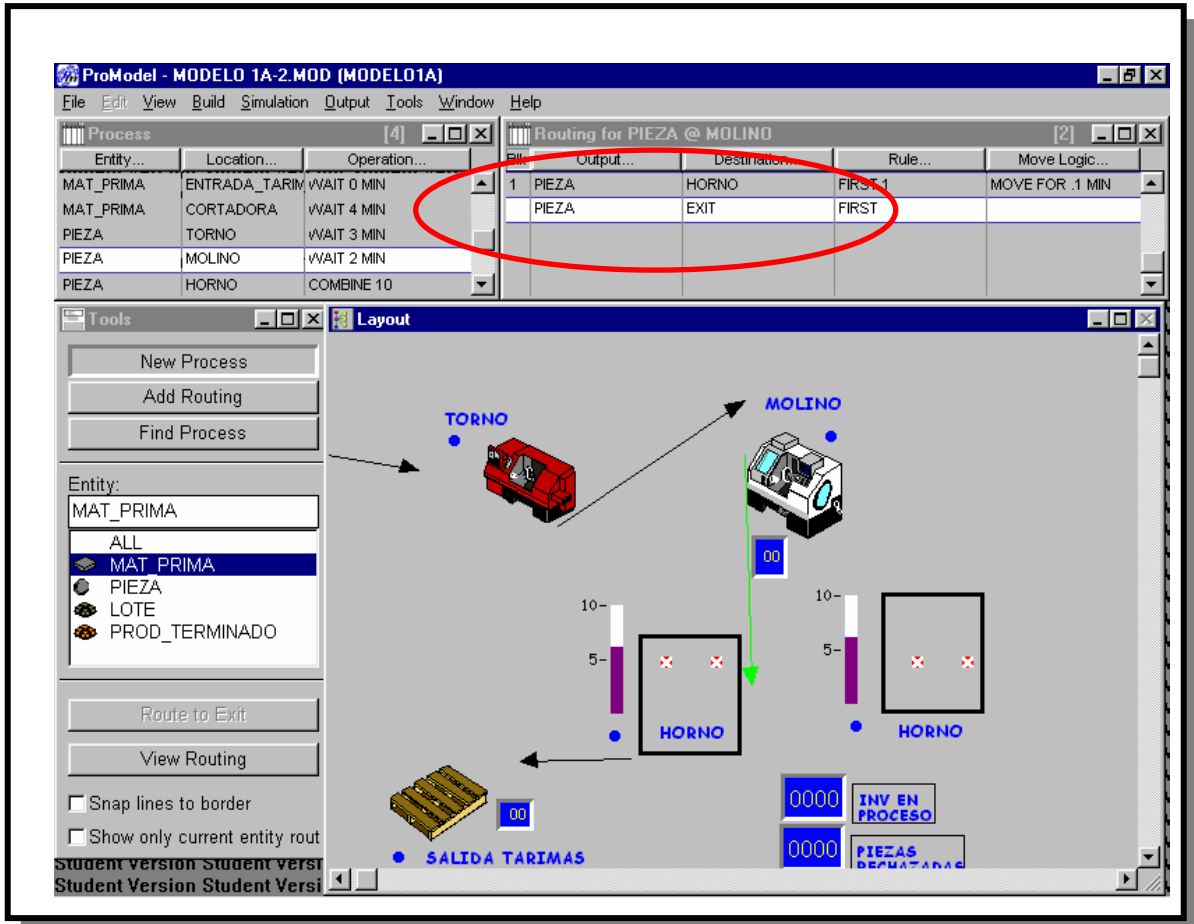 ProModel - MODELO 1A-2.MOD (MODELO1A)
File Edit View Build Simulation Output Tools Window Help
Process [4]
Entity... Location... Operation...
MAT_PRIMA ENTRADA_TARIM WAIT 0 MIN
MAT_PRIMA CORTADORA WAIT 4 MIN
PIEZA TORNO WAIT 3 MIN
PIEZA MOLINO WAIT 2 MIN
PIEZA HORNO COMBINE 10
Routing for PIEZA @ MOLINO [2]
Blk Output... Destination... Rule... Move Logic...
1 PIEZA HORNO FIRST 1 MOVE FOR .1 MIN
PIEZA EXIT FIRST
Tools
New Process
Add Routing
Find Process
Entity:
MAT_PRIMA
ALL
MAT_PRIMA
PIEZA
LOTE
PROD_TERMINADO
Route to Exit
View Routing
Snap lines to border
Show only current entity rout
Student Version Student Versi
Student Version Student Versi
Layout
TORNO
MOLINO
00
10-
5-
HORNO
10-
5-
HORNO
00
SALIDA TARIMAS
0000 INV EN
PROCESO
0000 PIEZAS
RECHAZADAS